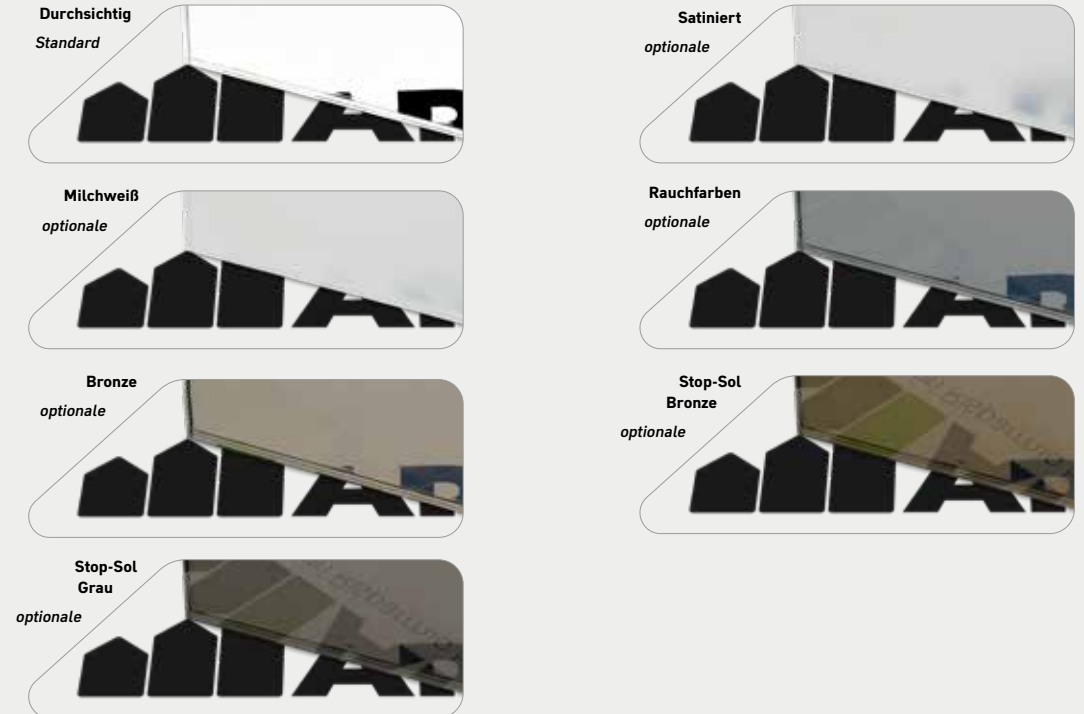 Durchsichtig
Standard
Satiniert
optionale
Milchweiß
optionale
Rauchfarben
optionale
Bronze
optionale
Stop-Sol
Bronze
optionale
Stop-Sol
Grau
optionale